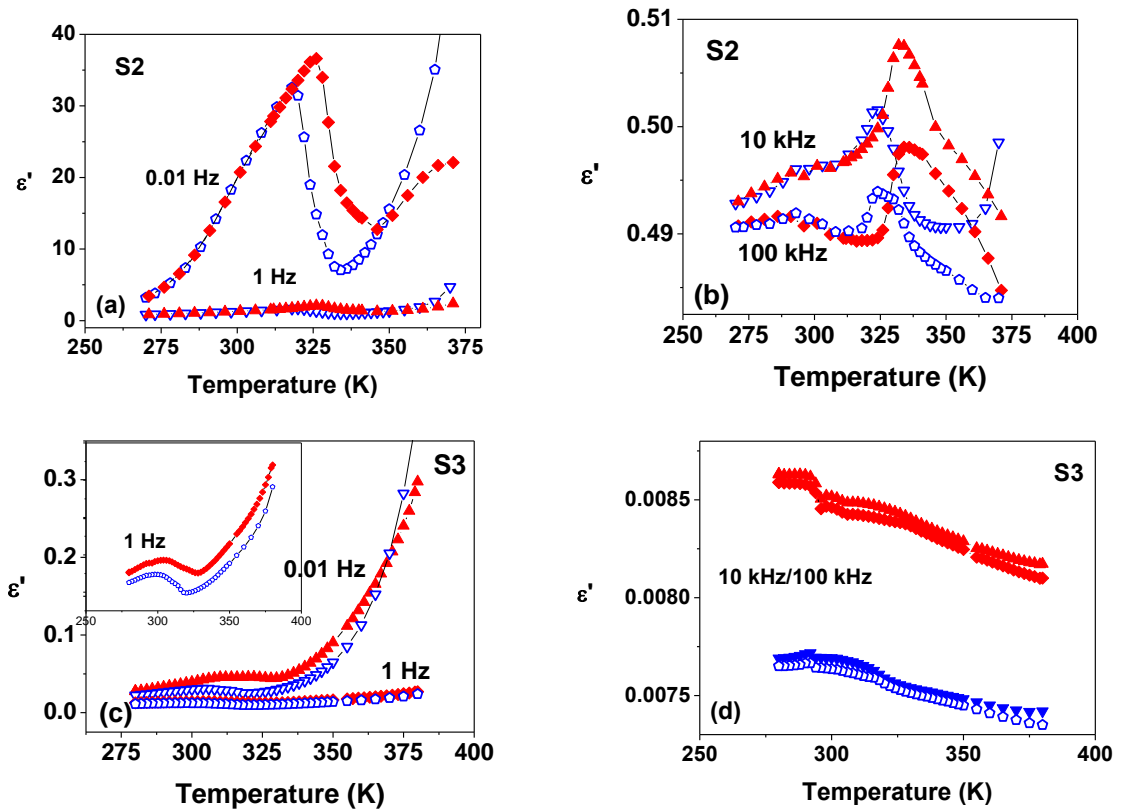 40
S2
30
20
ε'
0.01 Hz
10
1 Hz
(a)
0
250 275 300 325 350 375
Temperature (K)
0.51
S2
0.50
10 kHz
ε'
0.49
100 kHz
(b)
250 300 350 400
Temperature (K)
S3
0.3
1 Hz
0.01 Hz
250 300 350 400
0.2
ε'
0.1
1 Hz
0.0
(c)
275 300 325 350 375 400
Temperature (K)
S3
0.0085
10 kHz/100 kHz
ε'
0.0080
0.0075
(d)
250 300 350 400
Temperature (K)